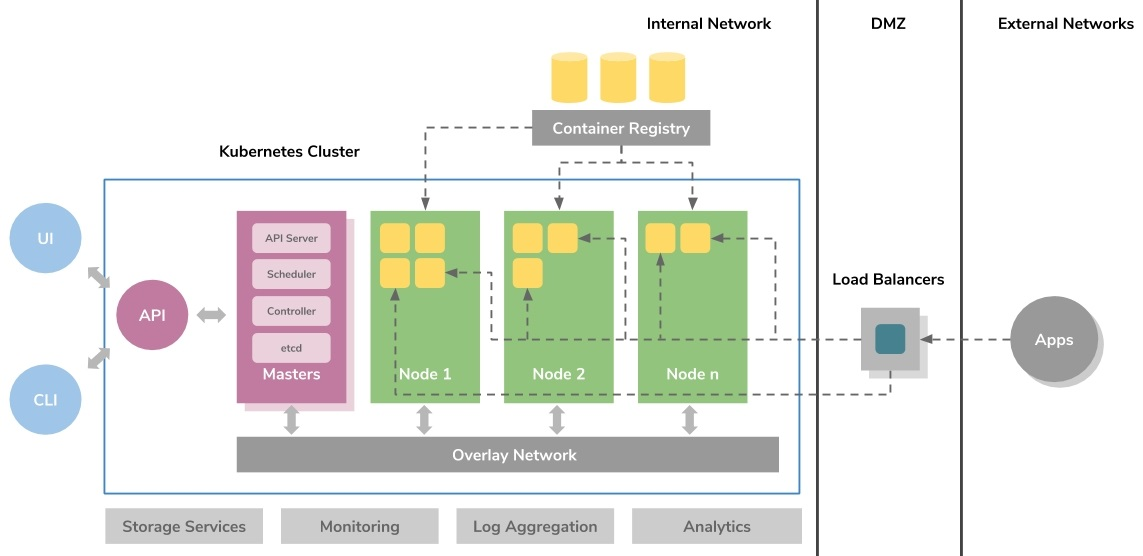 Internal Network
DMZ
External Networks
Container Registry
Kubernetes Cluster
UI
API
CLI
API Server
Scheduler
Controller
etcd
Masters
Node 1
Node 2
Node n
Load Balancers
Apps
Overlay Network
Storage Services
Monitoring
Log Aggregation
Analytics